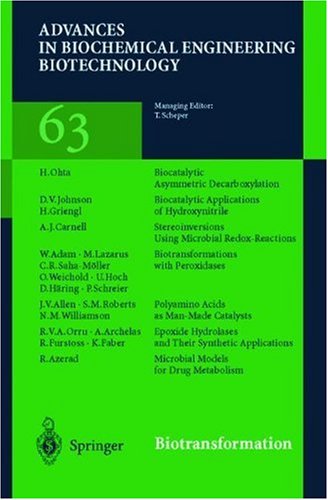 ADVANCES
IN BIOCHEMICAL ENGINEERING
BIOTECHNOLOGY
63
Managing Editor:
T. Scheper
H. Ohta
Biocatalytic
Asymmetric Decarboxylation
D. V. Johnson
H. Griengl
Biocatalytic Applications
of Hydroxynitrile
A. J. Carnell
Stereoinversions
Using Microbial Redox-Reactions
W. Adam · M. Lazarus
C. R. Saha-Möller
O. Weichold · U. Hoch
D. Häring · P. Schreier
Biotransformations
with Peroxidases
J. V. Allen · S. M. Roberts
N. M. Williamson
Polyamino Acids
as Man-Made Catalysts
R. V. A. Orru · A. Archelas
R. Furstoss · K. Faber
Epoxide Hydrolases
and Their Synthetic Applications
R. Azerad
Microbial Models
for Drug Metabolism
Springer
Biotransformation